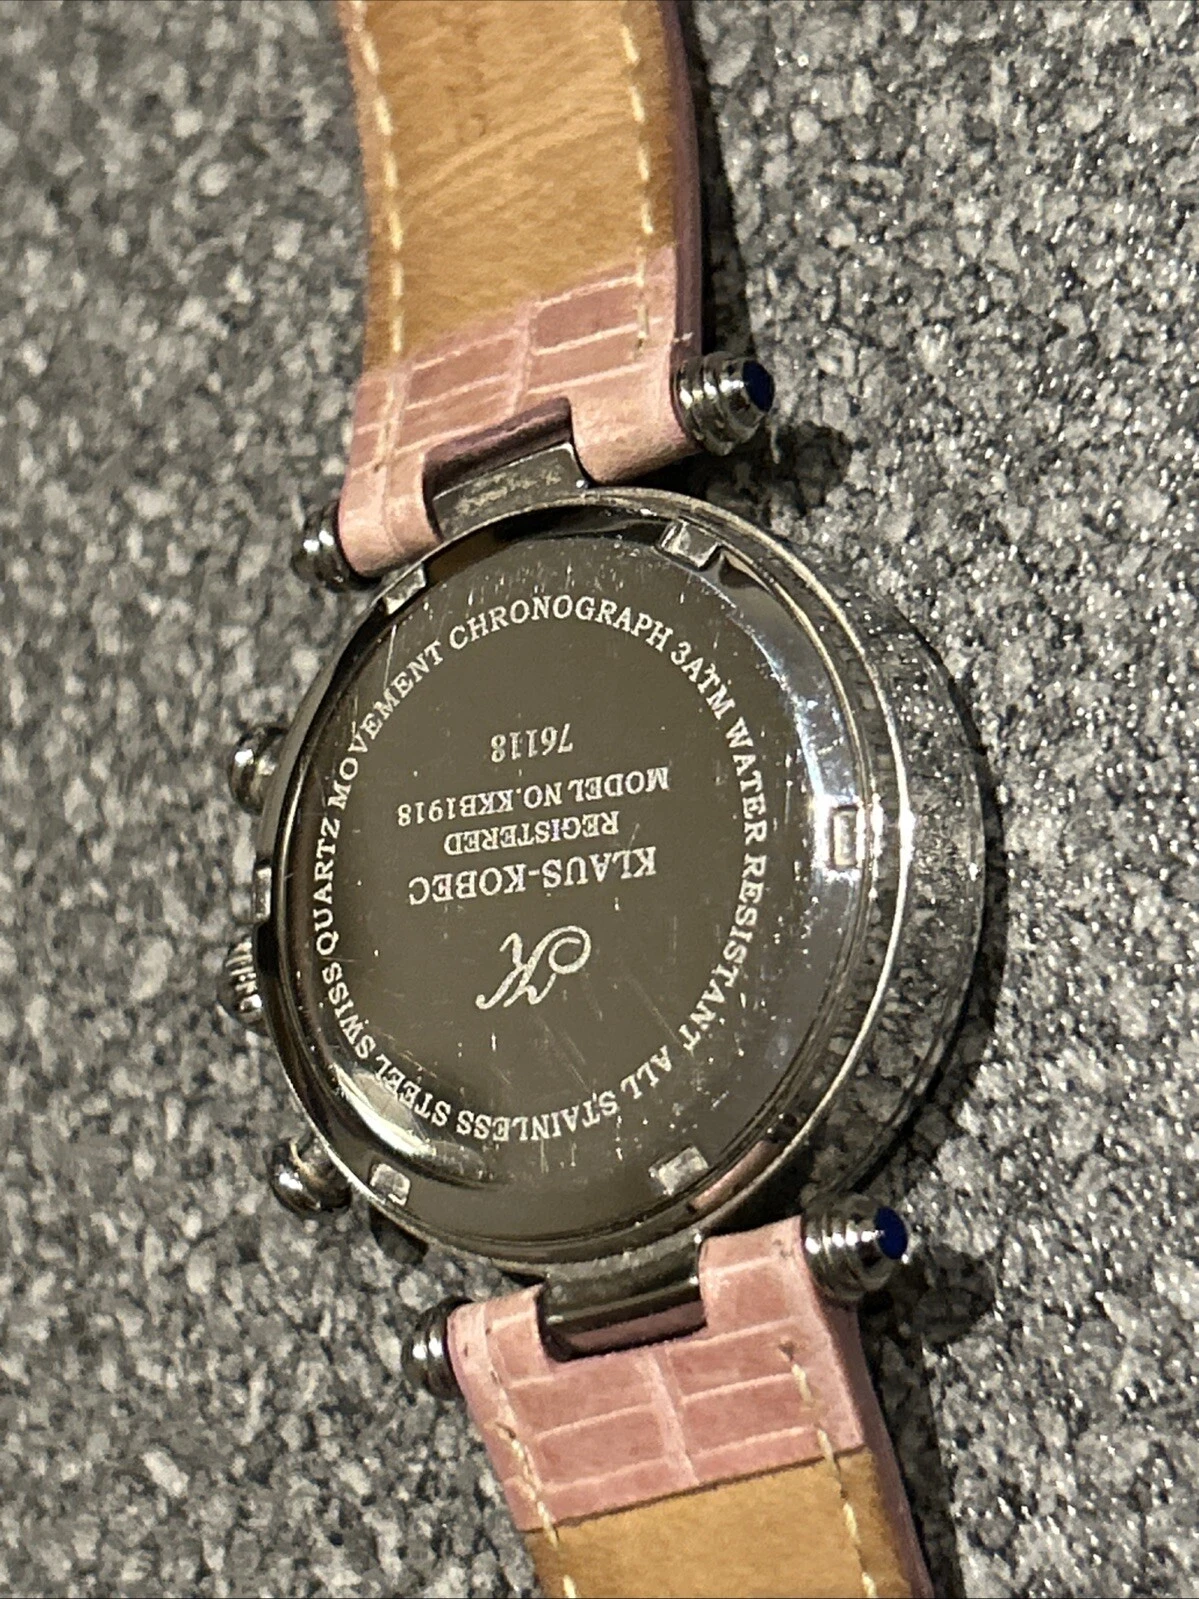 K
KLAUS-KOBEC
REGISTERED
MODEL NO.KKB1918
76118
ALL STAINLESS STEEL SWISS QUARTZ MOVEMENT CHRONOGRAPH 3ATM WATER RESISTANT